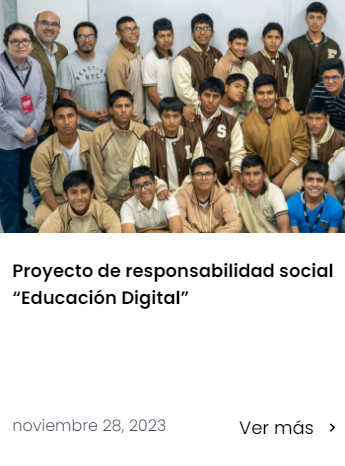 Proyecto de responsabilidad social
“Educación Digital”
noviembre 28, 2023
Ver más